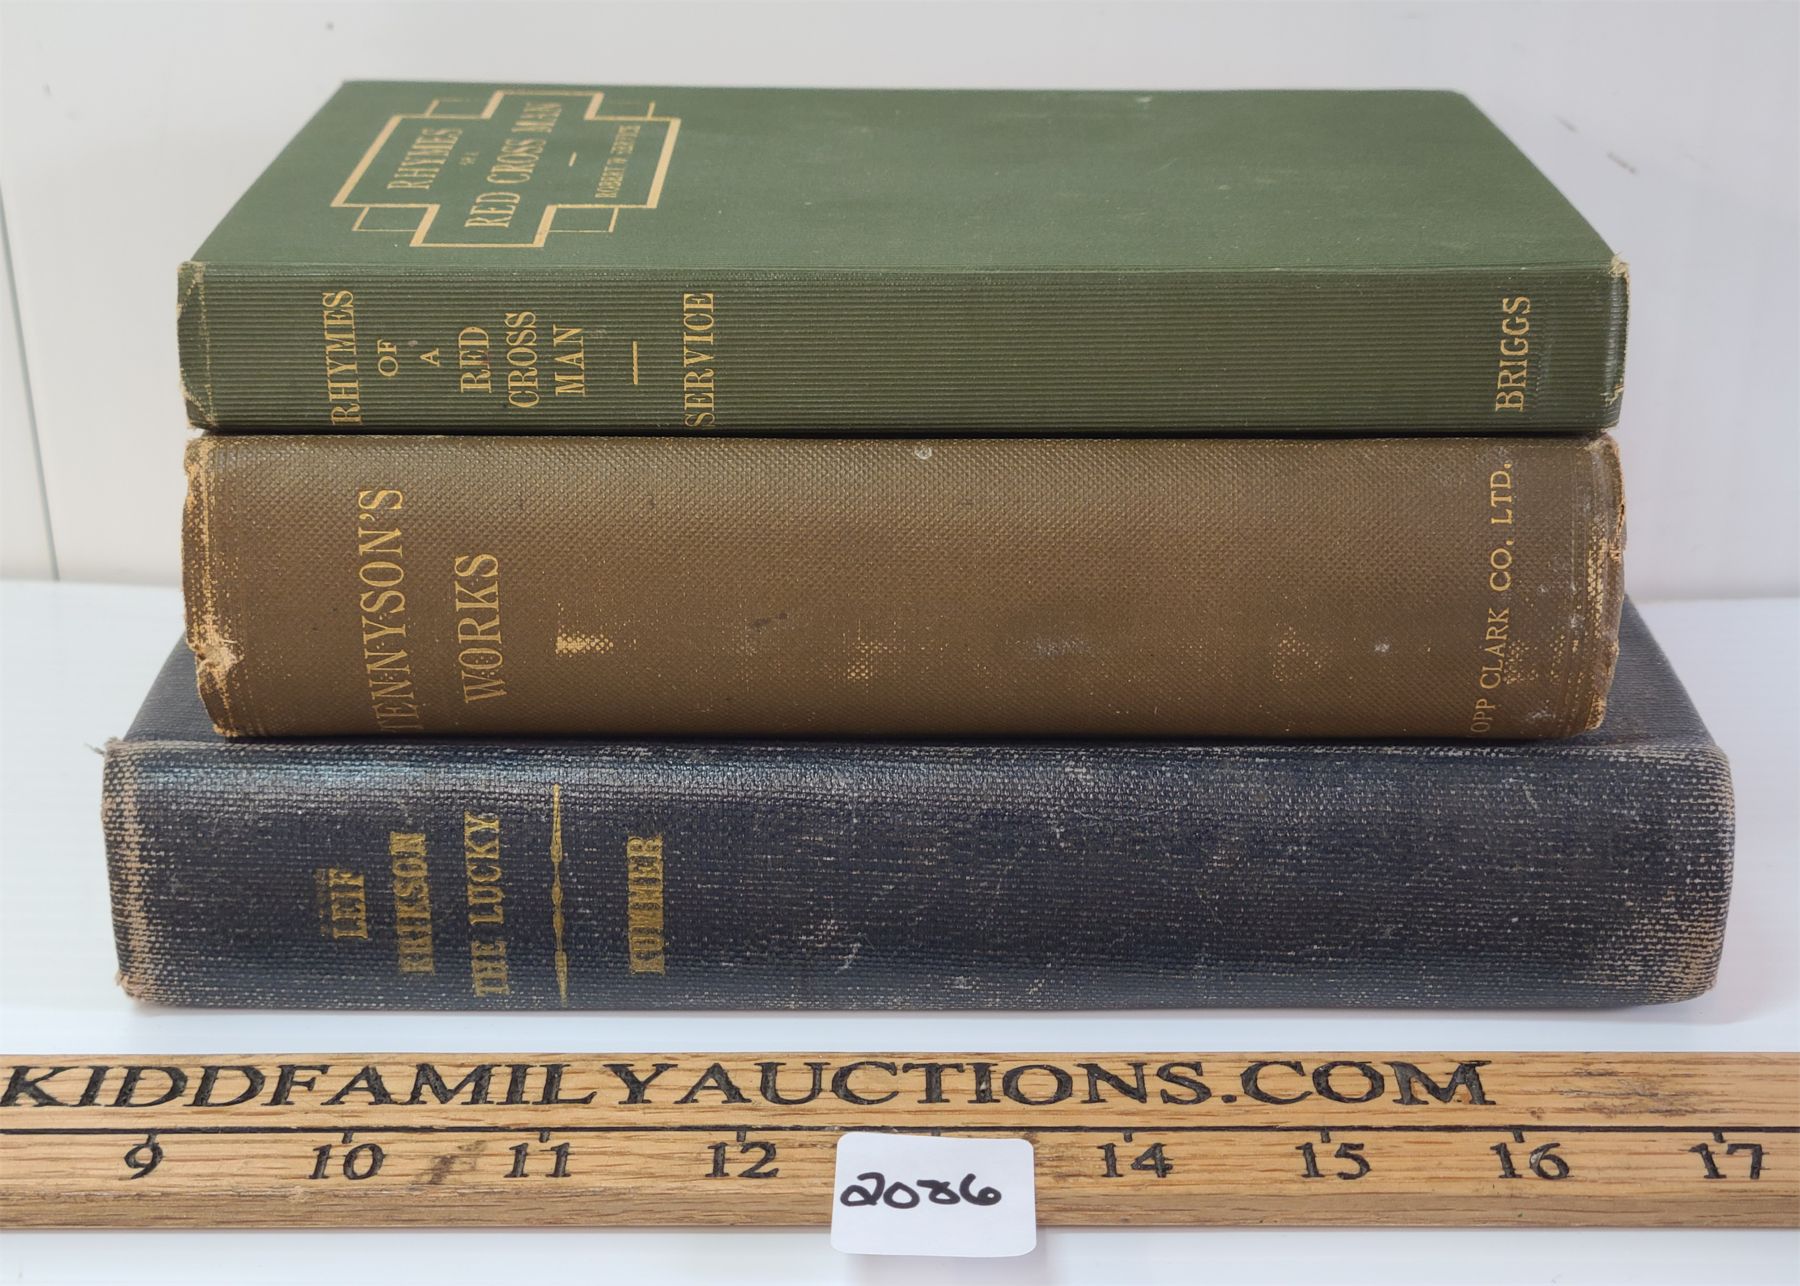 RHYMES
OF A
RED CROSS MAN
ROBERT W SERVICE
RHYMES
OF
A
RED
CROSS
MAN
SERVICE
BRIGGS
TENNYSON'S
WORKS
OPP CLARK CO. LTD.
LEIF
ERIKSON
THE LUCKY
KUMMER
KIDDFAMILYAUCTIONS.COM
9 10 11 12 14 15 16 17
2086